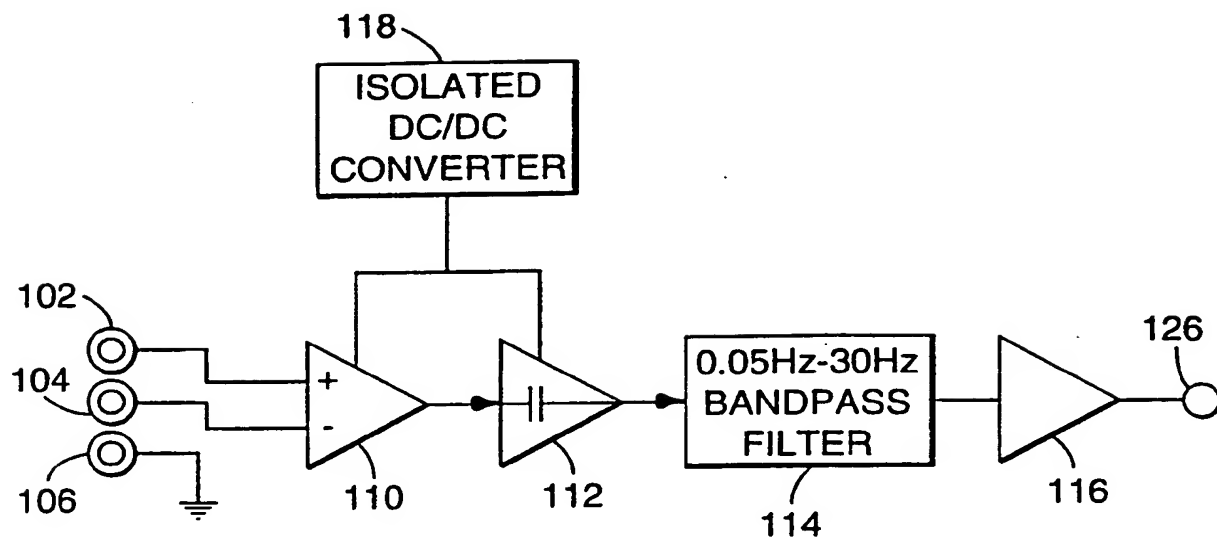 118
ISOLATED
DC/DC
CONVERTER
102
104
106
+
-
110
112
0.05Hz-30Hz
BANDPASS
FILTER
114
116
126